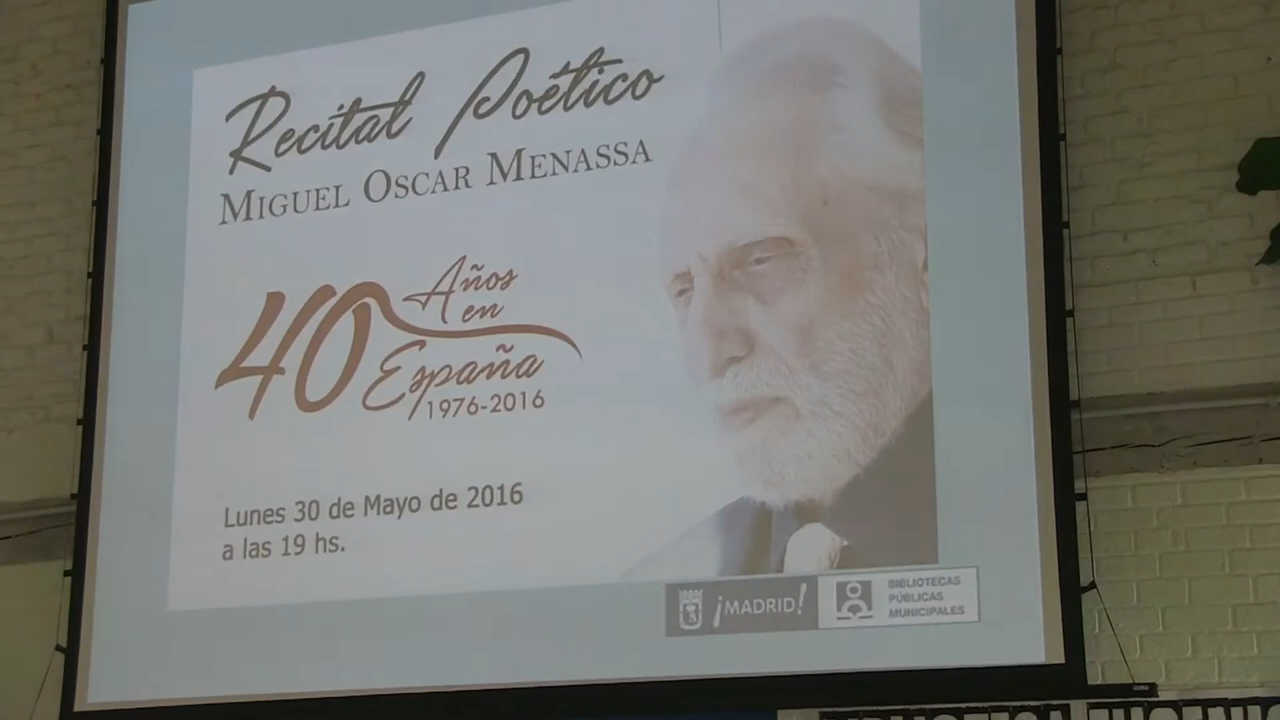 Recital Poético
MIGUEL OSCAR MENASSA
40 Años
en
España
1976-2016
Lunes 30 de Mayo de 2016
a las 19 hs.
¡MADRID!
BIBLIOTECAS
PÚBLICAS
MUNICIPALES